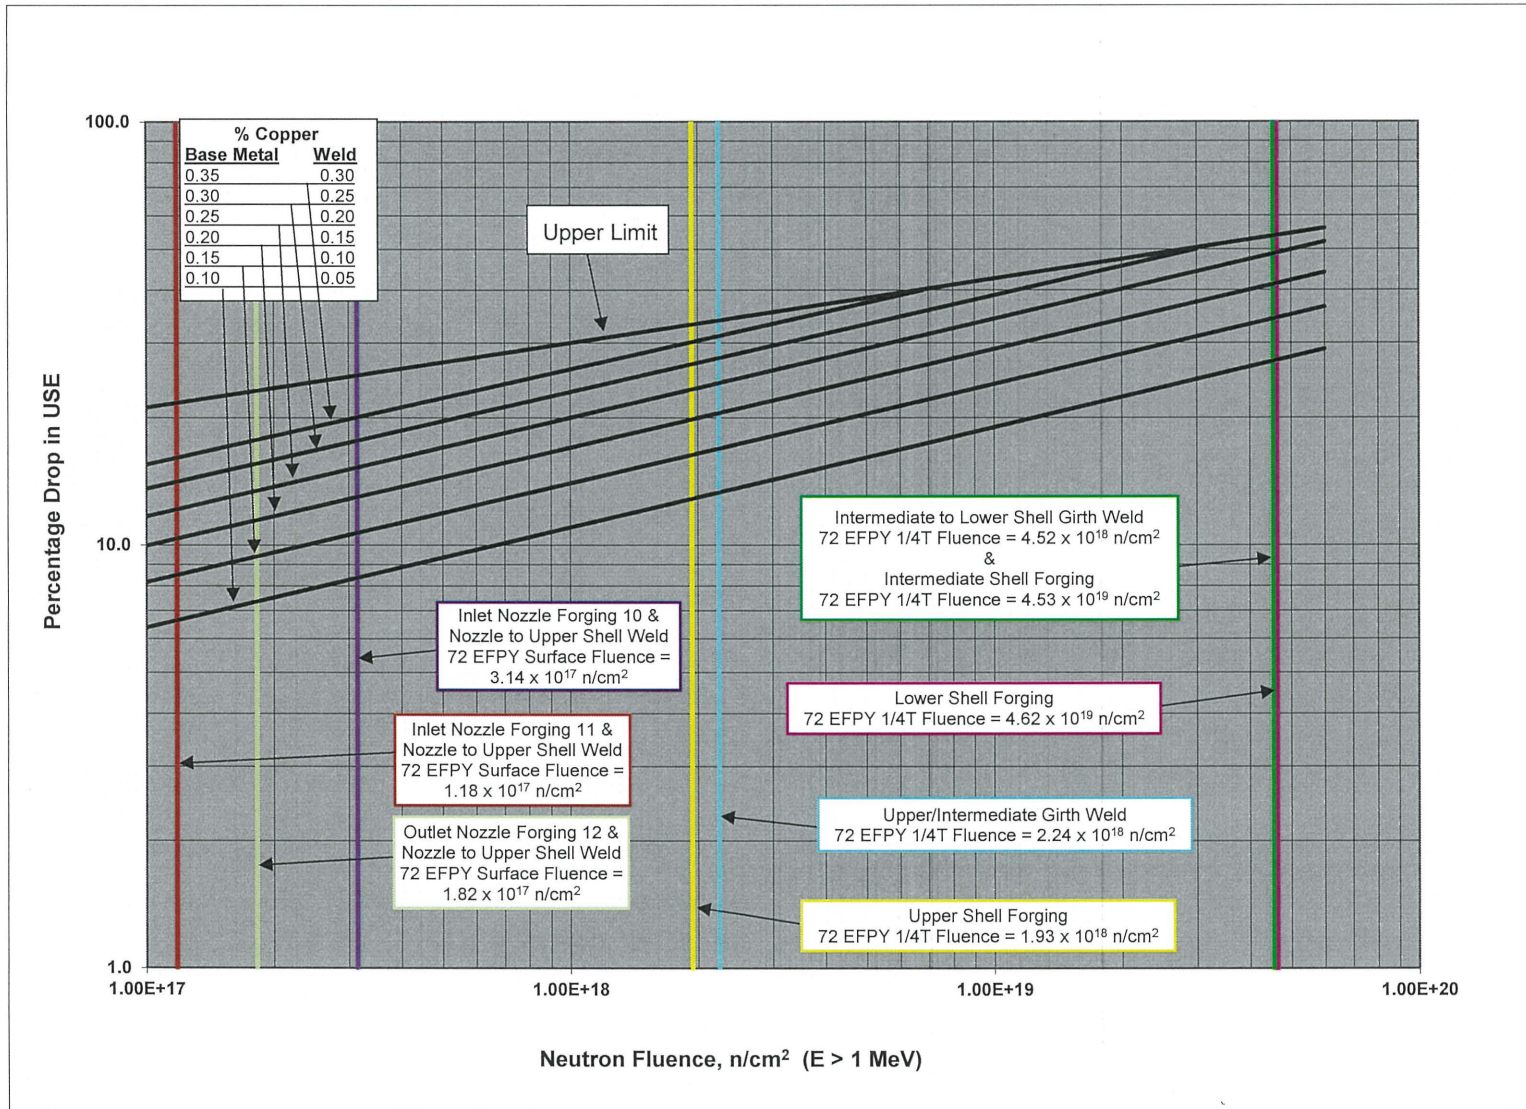 100.0
% Copper
Base Metal Weld
0.35 0.30
0.30 0.25
0.25 0.20
0.20 0.15
0.15 0.10
0.10 0.05
Upper Limit
Percentage Drop in USE
10.0
Intermediate to Lower Shell Girth Weld
72 EFPY 1/4T Fluence = 4.52 x 10¹⁸ n/cm²
&
Intermediate Shell Forging
72 EFPY 1/4T Fluence = 4.53 x 10¹⁹ n/cm²
Inlet Nozzle Forging 10 &
Nozzle to Upper Shell Weld
72 EFPY Surface Fluence =
3.14 x 10¹⁷ n/cm²
Lower Shell Forging
72 EFPY 1/4T Fluence = 4.62 x 10¹⁹ n/cm²
Inlet Nozzle Forging 11 &
Nozzle to Upper Shell Weld
72 EFPY Surface Fluence =
1.18 x 10¹⁷ n/cm²
Upper/Intermediate Girth Weld
72 EFPY 1/4T Fluence = 2.24 x 10¹⁸ n/cm²
Outlet Nozzle Forging 12 &
Nozzle to Upper Shell Weld
72 EFPY Surface Fluence =
1.82 x 10¹⁷ n/cm²
Upper Shell Forging
72 EFPY 1/4T Fluence = 1.93 x 10¹⁸ n/cm²
1.0
1.00E+17 1.00E+18 1.00E+19 1.00E+20
Neutron Fluence, n/cm² (E > 1 MeV)